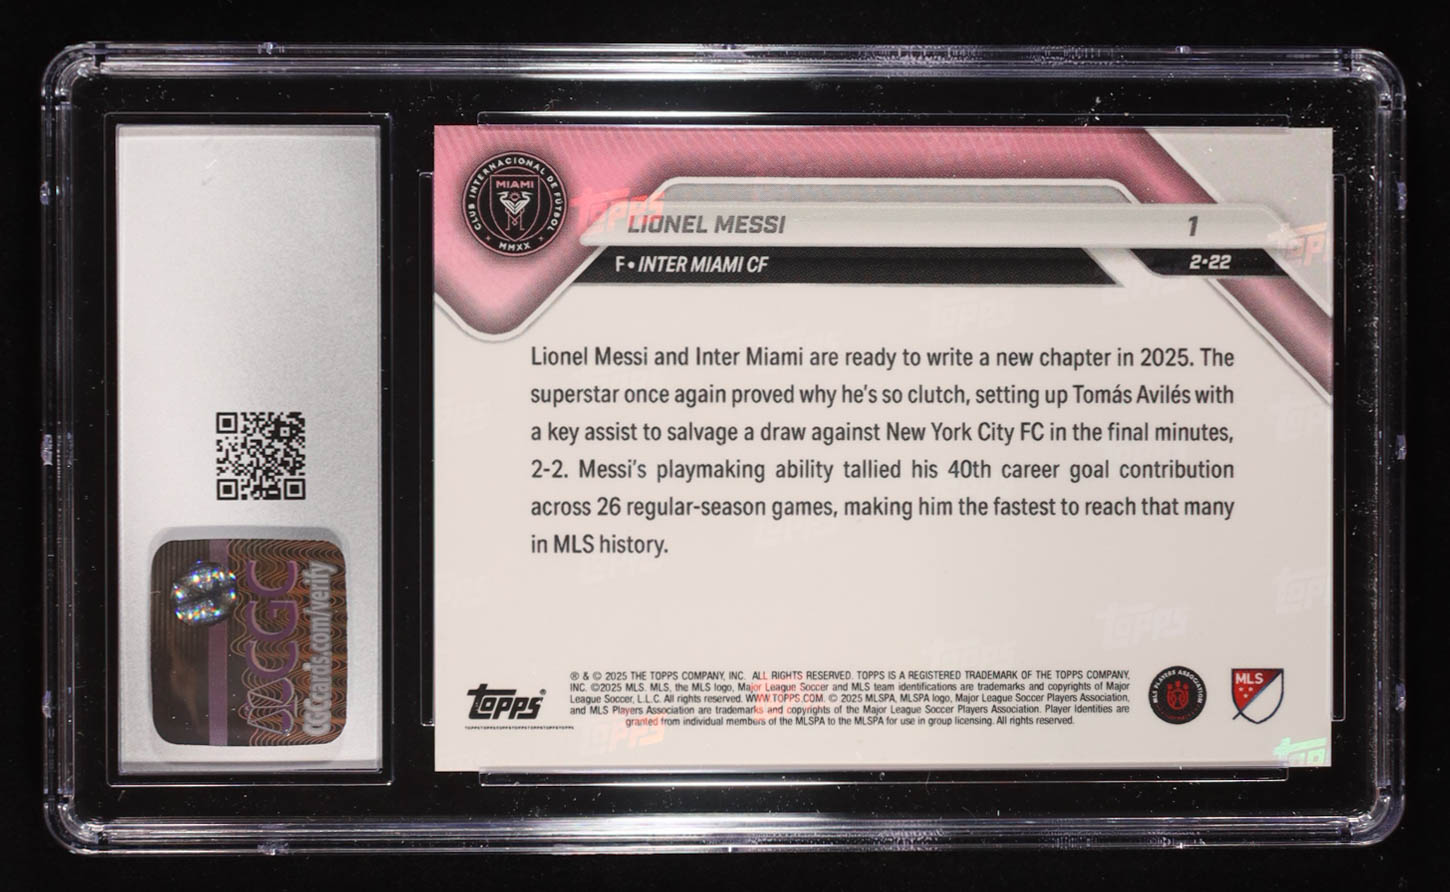 CLUB INTERNACIONAL DE FÚTBOL
MIAMI
MMXX
LIONEL MESSI 1
F • INTER MIAMI CF 2•22
Lionel Messi and Inter Miami are ready to write a new chapter in 2025. The
superstar once again proved why he's so clutch, setting up Tomás Avilés with
a key assist to salvage a draw against New York City FC in the final minutes,
2-2. Messi's playmaking ability tallied his 40th career goal contribution
across 26 regular-season games, making him the fastest to reach that many
in MLS history.
topps
® & © 2025 THE TOPPS COMPANY, INC. ALL RIGHTS RESERVED. TOPPS IS A REGISTERED TRADEMARK OF THE TOPPS COMPANY,
INC. ©2025 MLS. MLS, the MLS logo, Major League Soccer and MLS team identifications are trademarks and copyrights of Major
League Soccer, L.L.C. All rights reserved. WWW.TOPPS.COM. © 2025 MLSPA, MLSPA logo, Major League Soccer Players Association,
and MLS Players Association are trademarks and copyrights of the Major League Soccer Players Association. Player Identities are
granted from individual members of the MLSPA to the MLSPA for use in group licensing. All rights reserved.
MLS PLAYERS ASSOCIATION
MLS
CGC
CGCcards.com/verify